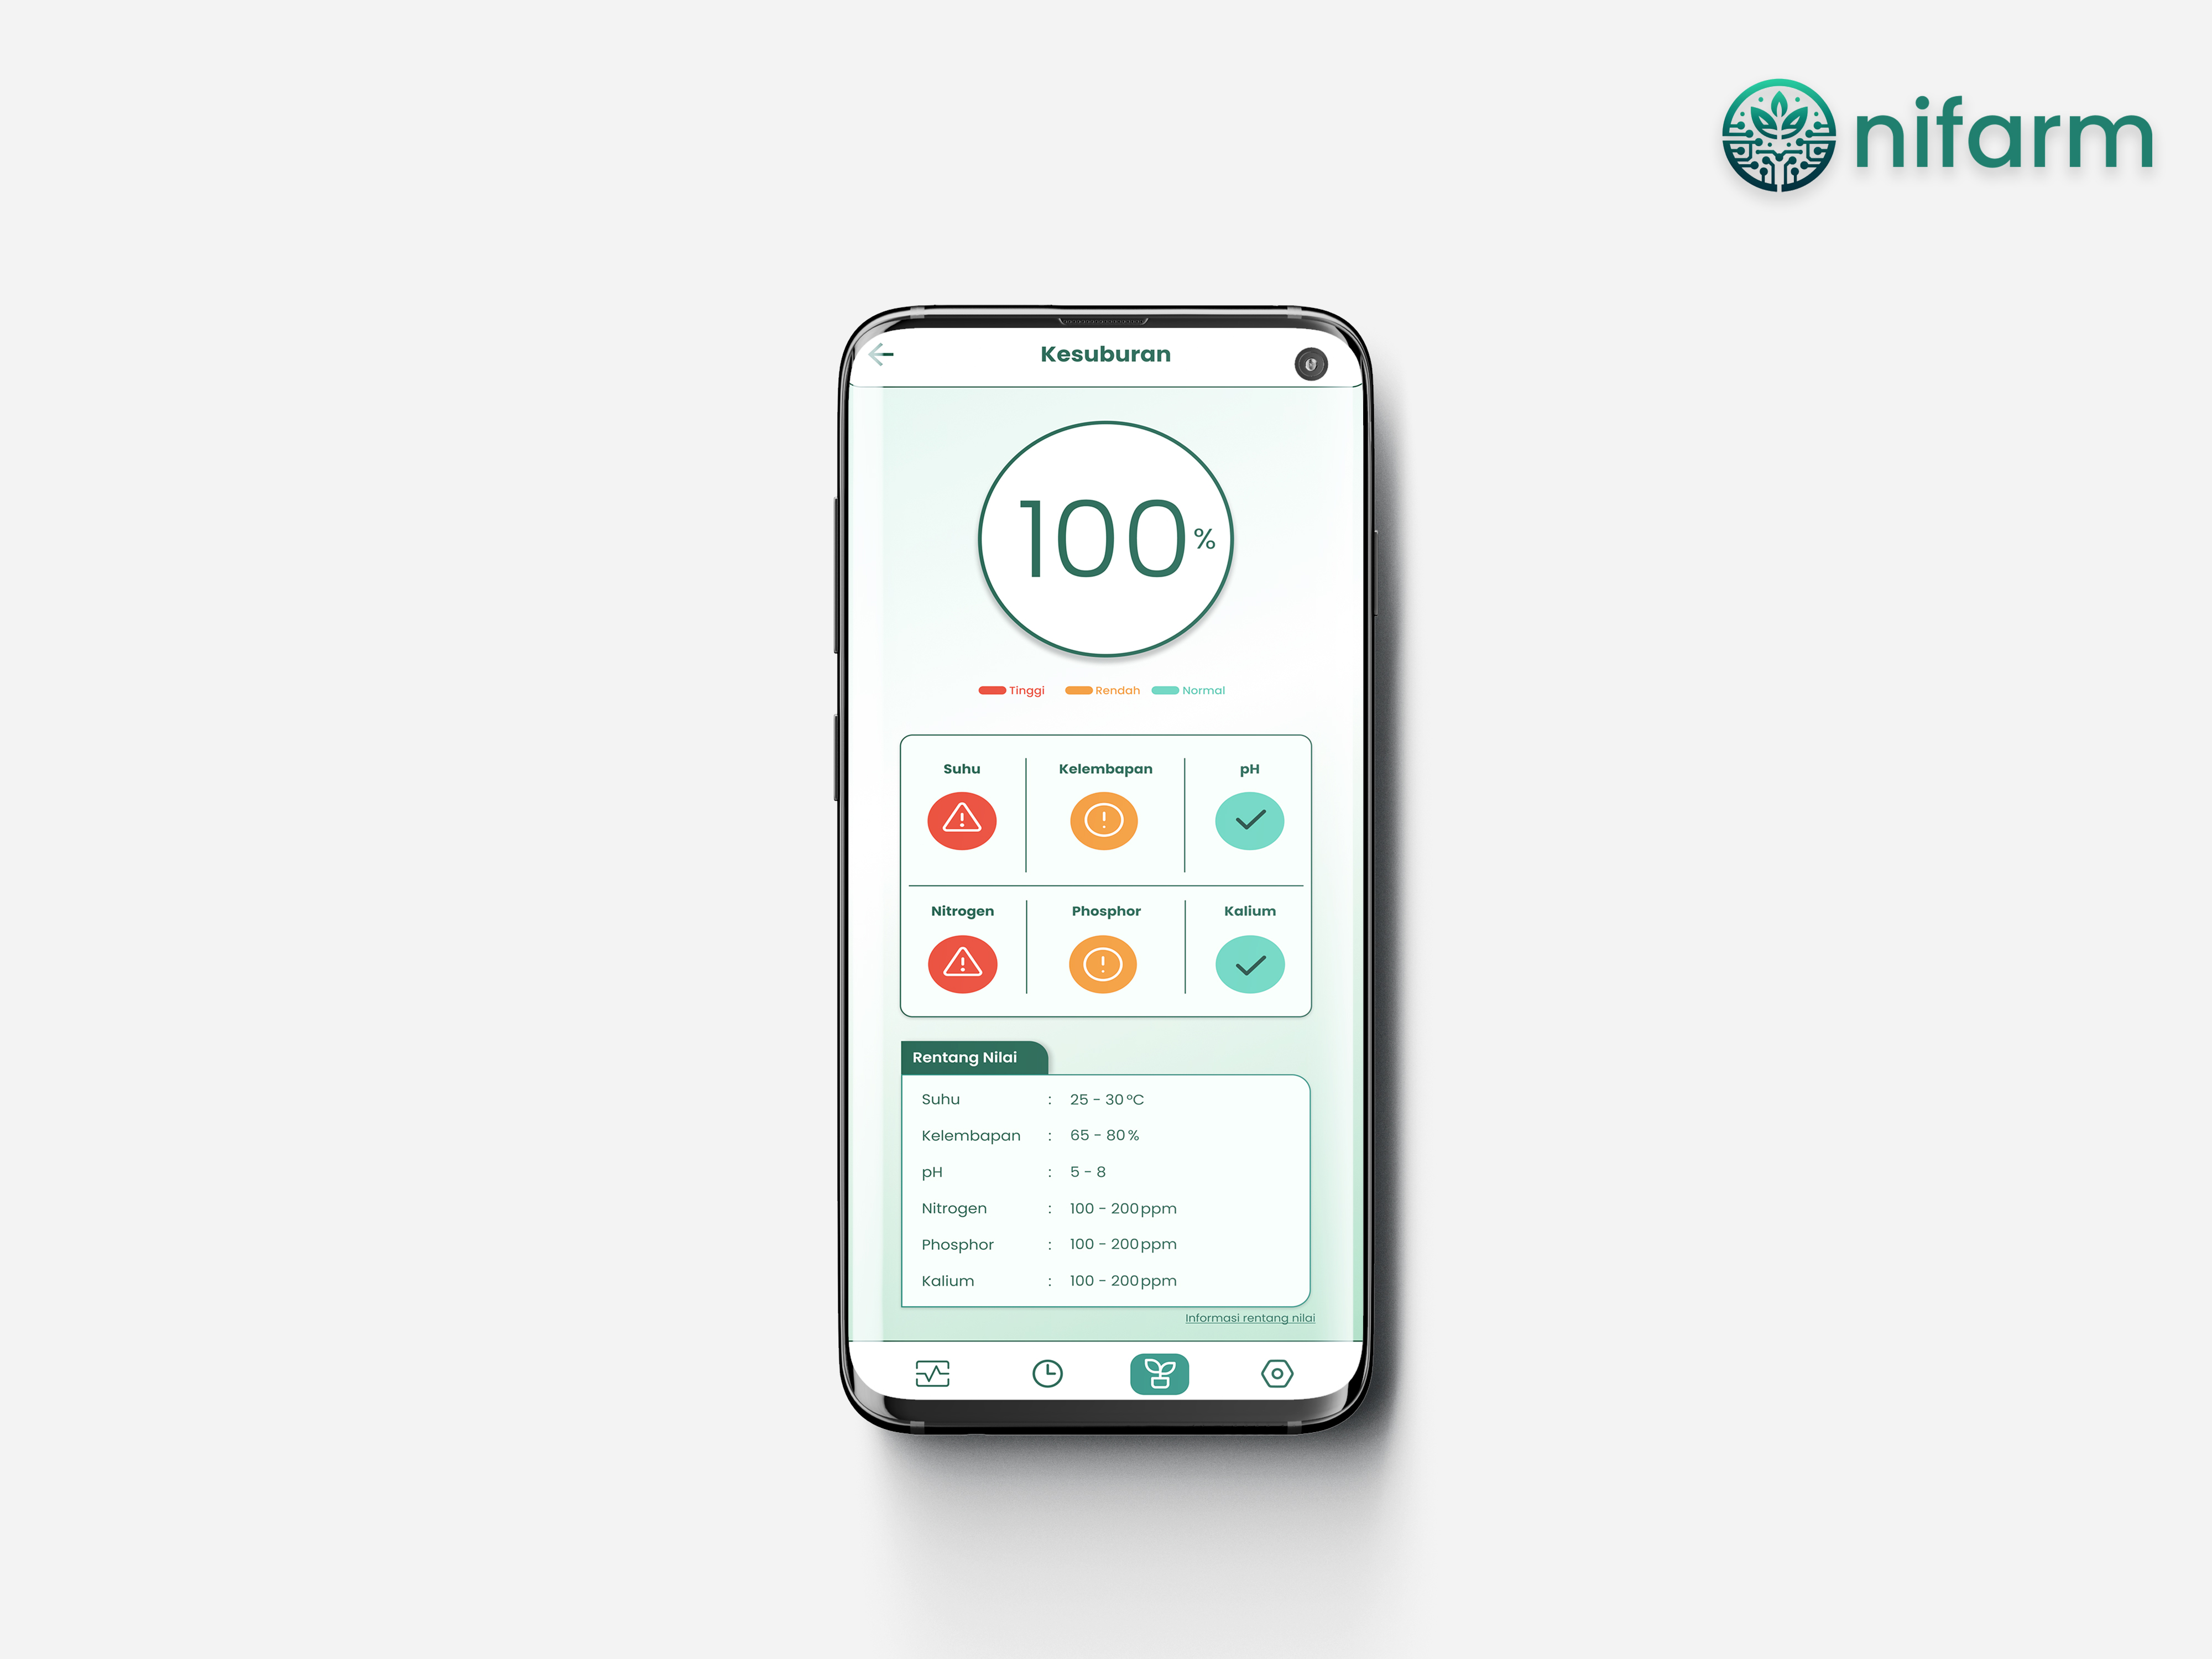 nifarm
Kesuburan
100 %
Tinggi Rendah Normal
Suhu Kelembapan pH
Nitrogen Phosphor Kalium
Rentang Nilai
Suhu : 25 - 30 °C
Kelembapan : 65 - 80 %
pH : 5 - 8
Nitrogen : 100 - 200 ppm
Phosphor : 100 - 200 ppm
Kalium : 100 - 200 ppm
Informasi rentang nilai